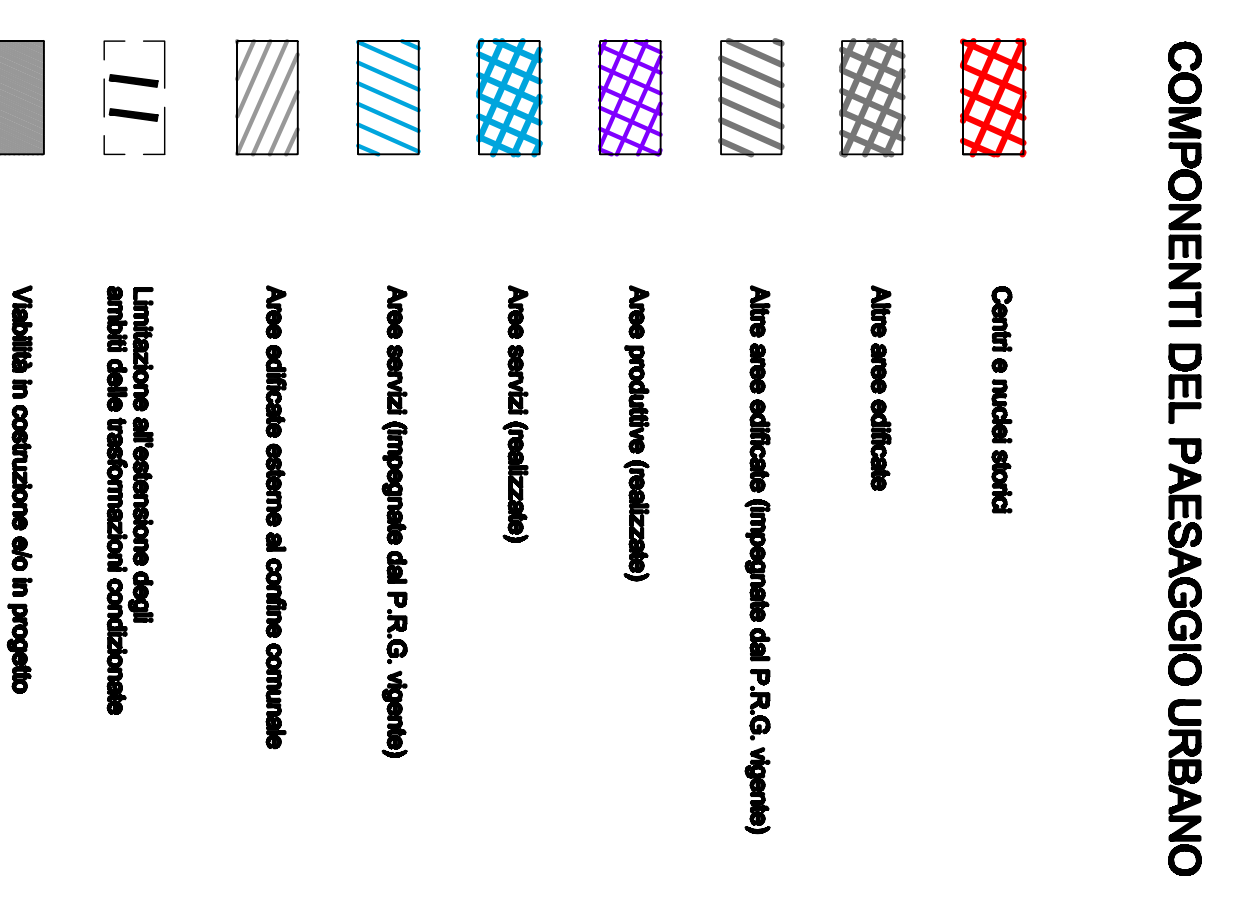 COMPONENTI DEL PAESAGGIO URBANO
Centri e nuclei storici
Altre aree edificate
Altre aree edificate (impegnate dal P.R.G. vigente)
Aree produttive (realizzate)
Aree servizi (realizzate)
Aree servizi (impegnate dal P.R.G. vigente)
Aree edificate esterne al confine comunale
Limitazione all'estensione degli
ambiti delle trasformazioni condizionate
Viabilità in costruzione e/o in progetto